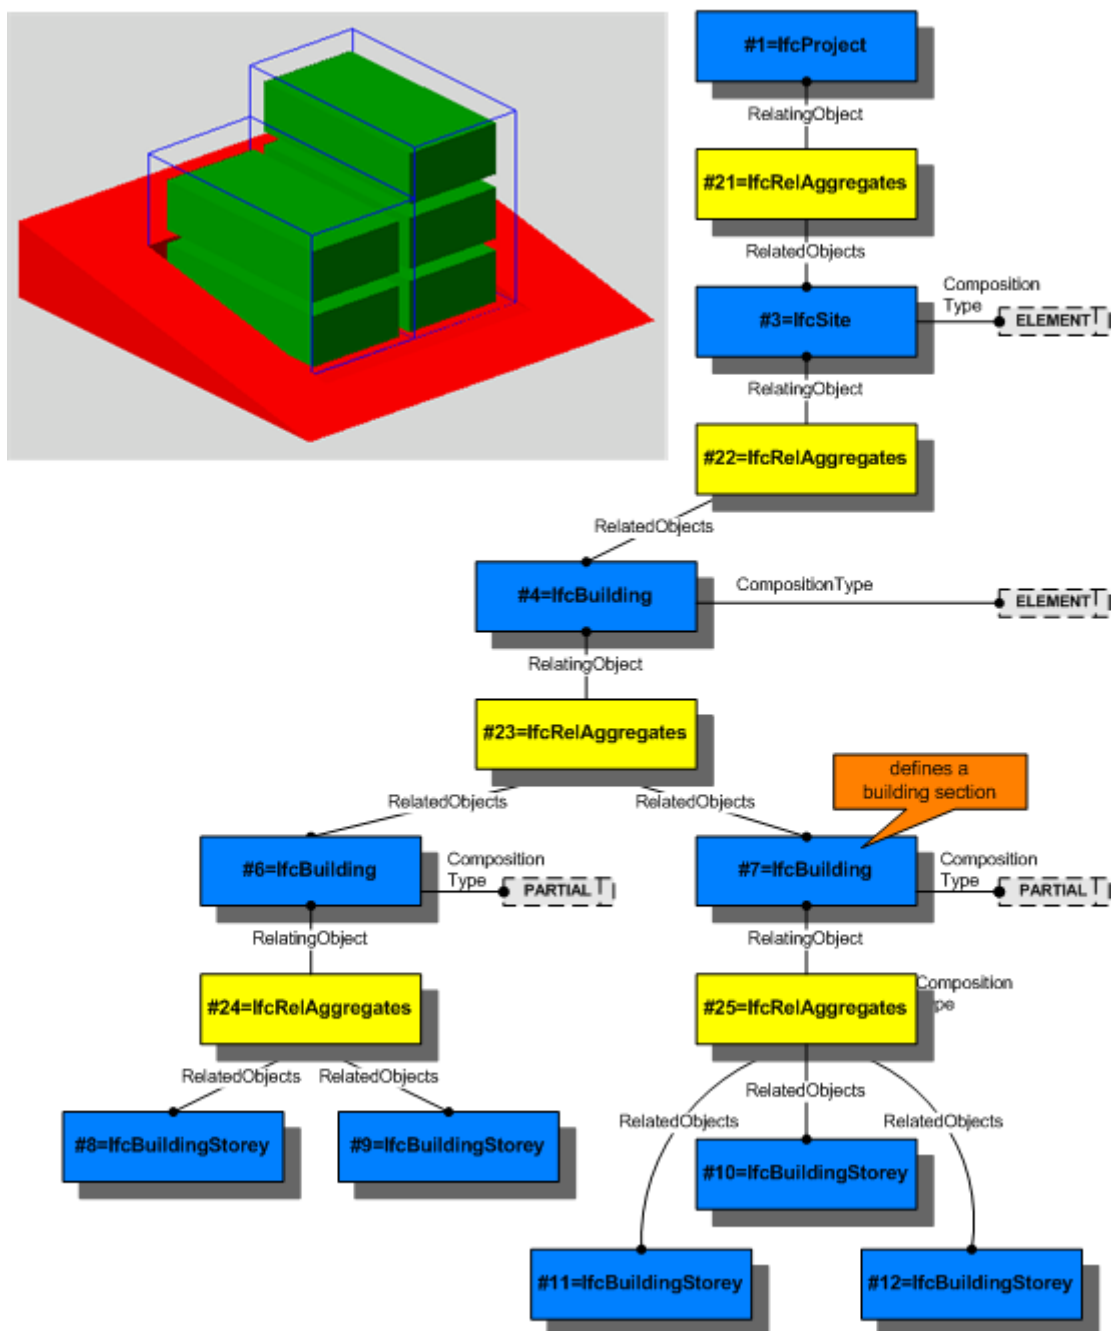 #1=IfcProject
RelatingObject
#21=IfcRelAggregates
RelatedObjects
Composition
Type
#3=IfcSite
ELEMENT
RelatingObject
#22=IfcRelAggregates
RelatedObjects
#4=IfcBuilding
CompositionType
ELEMENT
RelatingObject
#23=IfcRelAggregates
defines a
building section
RelatedObjects
RelatedObjects
#6=IfcBuilding
Composition
Type
PARTIAL
#7=IfcBuilding
Composition
Type
PARTIAL
RelatingObject
RelatingObject
#24=IfcRelAggregates
#25=IfcRelAggregates
Composition
RelatedObjects
RelatedObjects
RelatedObjects
#8=IfcBuildingStorey
#9=IfcBuildingStorey
RelatedObjects
RelatedObjects
#10=IfcBuildingStorey
#11=IfcBuildingStorey
#12=IfcBuildingStorey